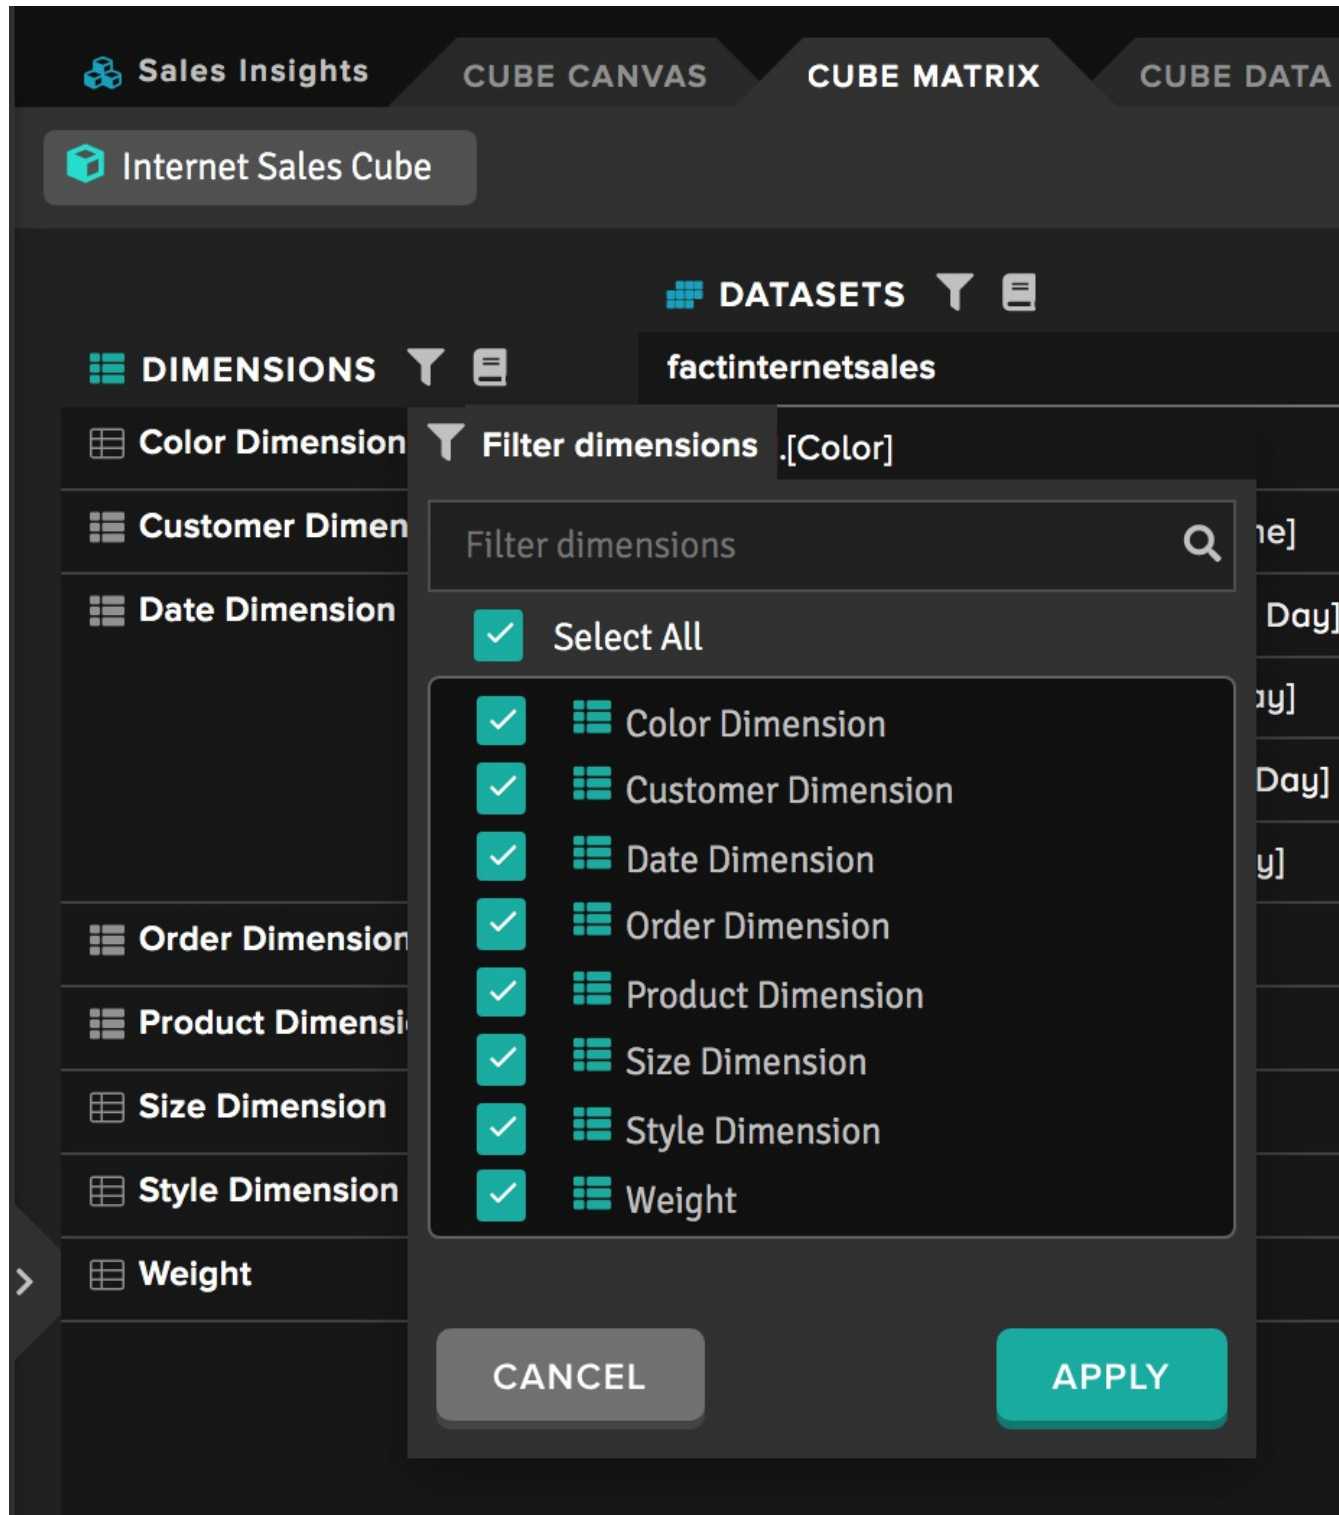 Sales Insights CUBE CANVAS CUBE MATRIX CUBE DATA
Internet Sales Cube
DATASETS
DIMENSIONS
factinternetsales
Color Dimension
Filter dimensions
.[Color]
Customer Dimen
Filter dimensions
Date Dimension
Day]
Select All
Color Dimension
Customer Dimension
Day]
Date Dimension
Order Dimension
Order Dimension
Product Dimension
Product Dimensi
Size Dimension
Size Dimension
Style Dimension
Style Dimension
Weight
Weight
CANCEL APPLY